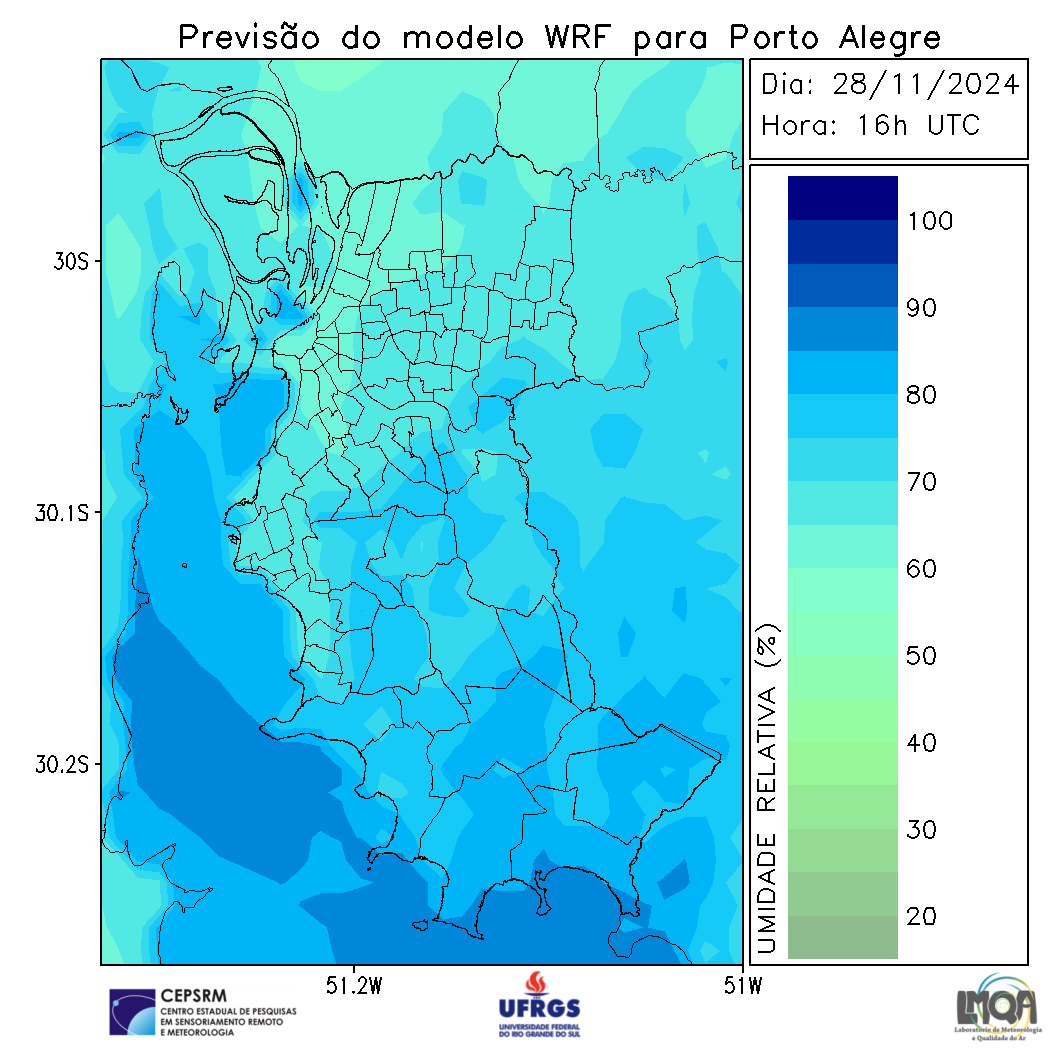 Previsão do modelo WRF para Porto Alegre
Dia: 28/11/2024
Hora: 16h UTC
30S
30.1S
30.2S
51.2W
51W
100
90
80
70
60
50
40
30
20
UMIDADE RELATIVA (%)
CEPSRM
CENTRO ESTADUAL DE PESQUISAS
EM SENSORIAMENTO REMOTO
E METEOROLOGIA
UFRGS
UNIVERSIDADE FEDERAL
DO RIO GRANDE DO SUL
LMQA
Laboratório de Meteorologia
e Qualidade do Ar